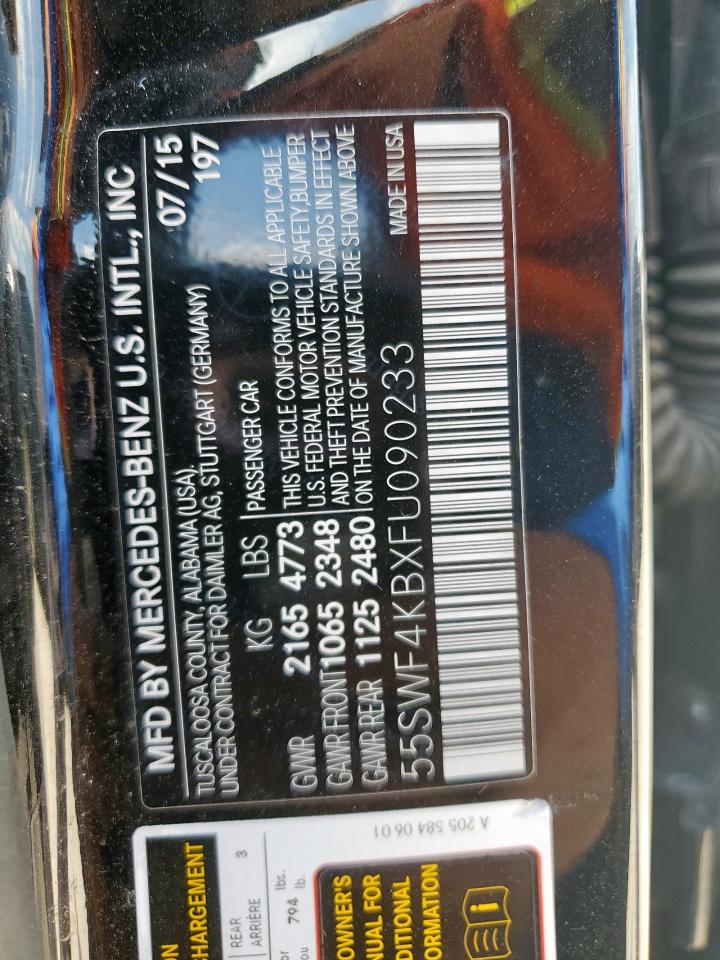 MFD BY MERCEDES-BENZ U.S. INTL., INC
TUSCALOOSA COUNTY, ALABAMA (USA) 07/15
UNDER CONTRACT FOR DAIMLER AG, STUTTGART (GERMANY) 197
KG LBS PASSENGER CAR
GVWR 2165 4773 THIS VEHICLE CONFORMS TO ALL APPLICABLE
U.S. FEDERAL MOTOR VEHICLE SAFETY,BUMPER
GAWR FRONT 1065 2348 AND THEFT PREVENTION STANDARDS IN EFFECT
GAWR REAR 1125 2480 ON THE DATE OF MANUFACTURE SHOWN ABOVE
55SWF4KBXFU090233 MADE IN USA
ON
CHARGEMENT
REAR 3
ARRIÈRE
or lbs.
ou 794 lb.
OWNER'S
NUAL FOR
DITIONAL
ORMATION
A 205 584 06 01